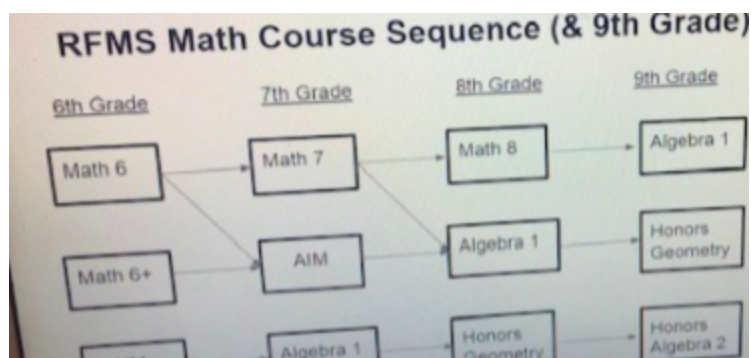 RFMS Math Course Sequence (& 9th Grade)
6th Grade 7th Grade 8th Grade 9th Grade
Math 6 Math 7 Math 8 Algebra 1
Math 6+ AIM Algebra 1 Honors
Geometry
Algebra 1 Honors
Geometry Honors
Algebra 2